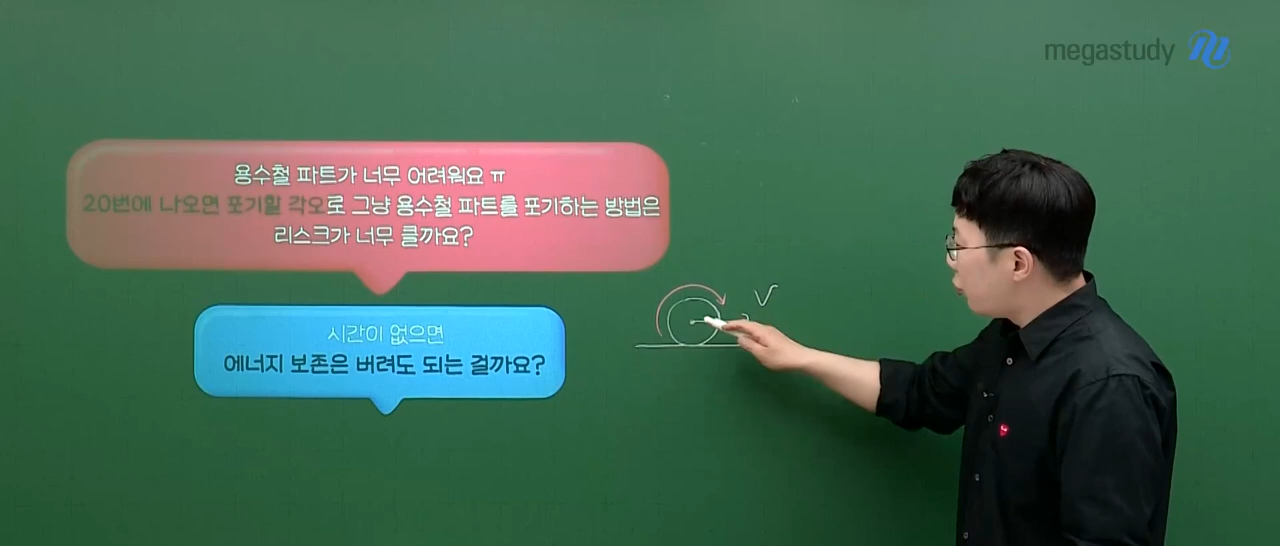 megastudy
용수철 파트가 너무 어려워요 ㅠ
20번에 나오면 포기할 각오로 그냥 용수철 파트를 포기하는 방법은
리스크가 너무 클까요?
시간이 없으면
에너지 보존은 버려도 되는 걸까요?
V